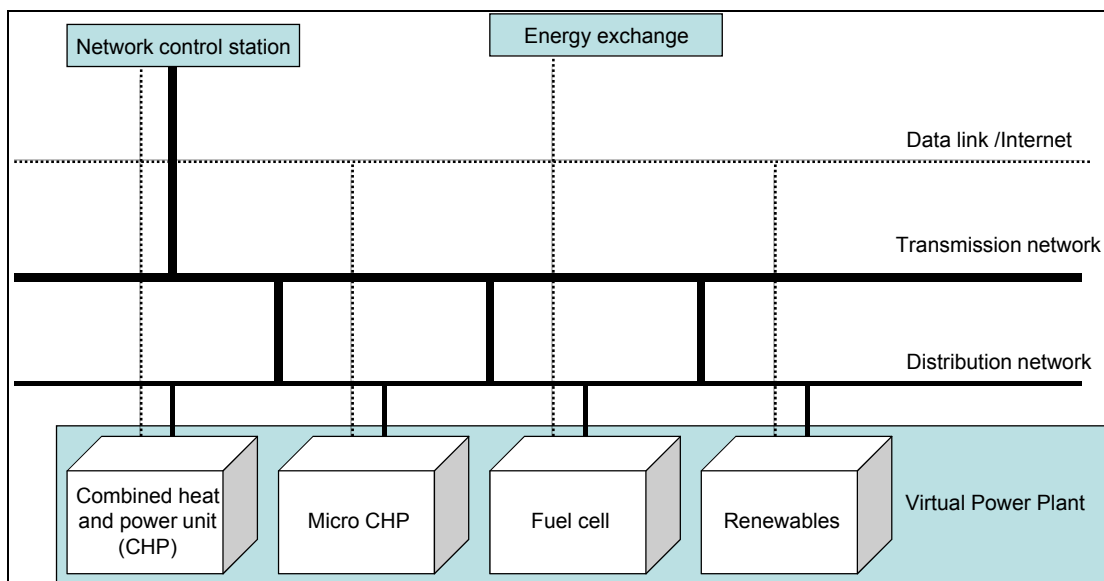 Network control station
Energy exchange
Data link /Internet
Transmission network
Distribution network
Combined heat
and power unit
(CHP)
Micro CHP
Fuel cell
Renewables
Virtual Power Plant